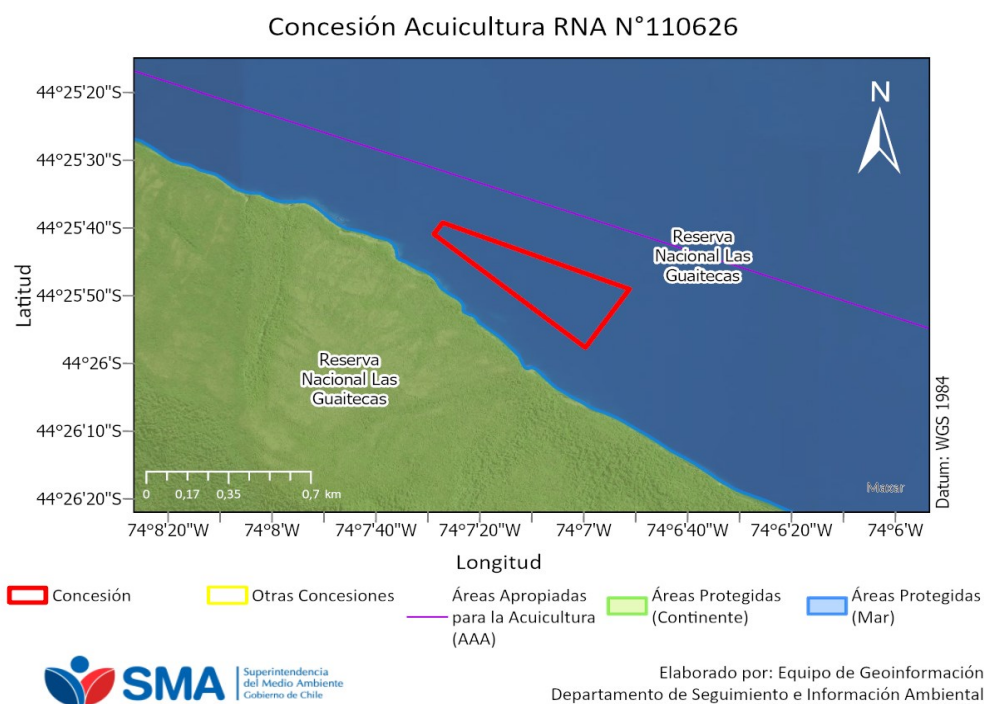 Concesión Acuicultura RNA N°110626
N
44°25'20"S
44°25'30"S
44°25'40"S
44°25'50"S
44°26'S
44°26'10"S
44°26'20"S
Latitud
Reserva
Nacional Las
Guaitecas
Reserva
Nacional Las
Guaitecas
0 0,17 0,35 0,7 km
Maxar
Datum: WGS 1984
74°8'20"W 74°8'W 74°7'40"W 74°7'20"W 74°7'W 74°6'40"W 74°6'20"W 74°6'W
Longitud
Concesión
Otras Concesiones
Áreas Apropiadas
para la Acuicultura
(AAA)
Áreas Protegidas
(Continente)
Áreas Protegidas
(Mar)
SMA
Superintendencia
del Medio Ambiente
Gobierno de Chile
Elaborado por: Equipo de Geoinformación
Departamento de Seguimiento e Información Ambiental